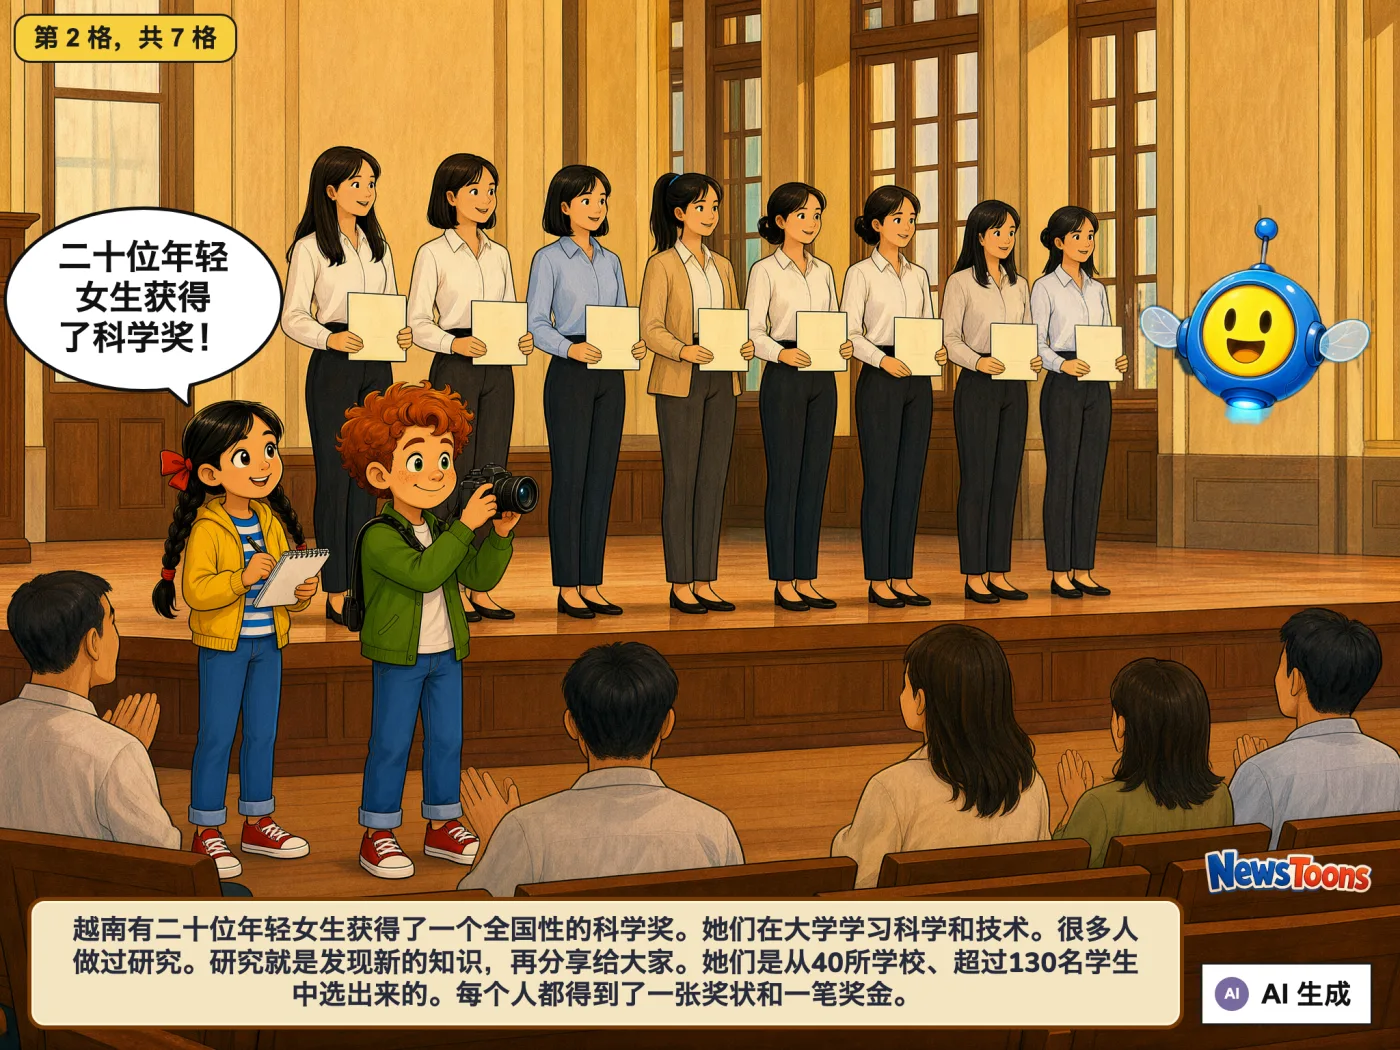 第 2 格，共 7 格
二十位年轻
女生获得
了科学奖！
越南有二十位年轻女生获得了一个全国性的科学奖。她们在大学学习科学和技术。很多人
做过研究。研究就是发现新的知识，再分享给大家。她们是从40所学校、超过130名学生
中选出来的。每个人都得到了一张奖状和一笔奖金。
NewsToons
AI AI 生成